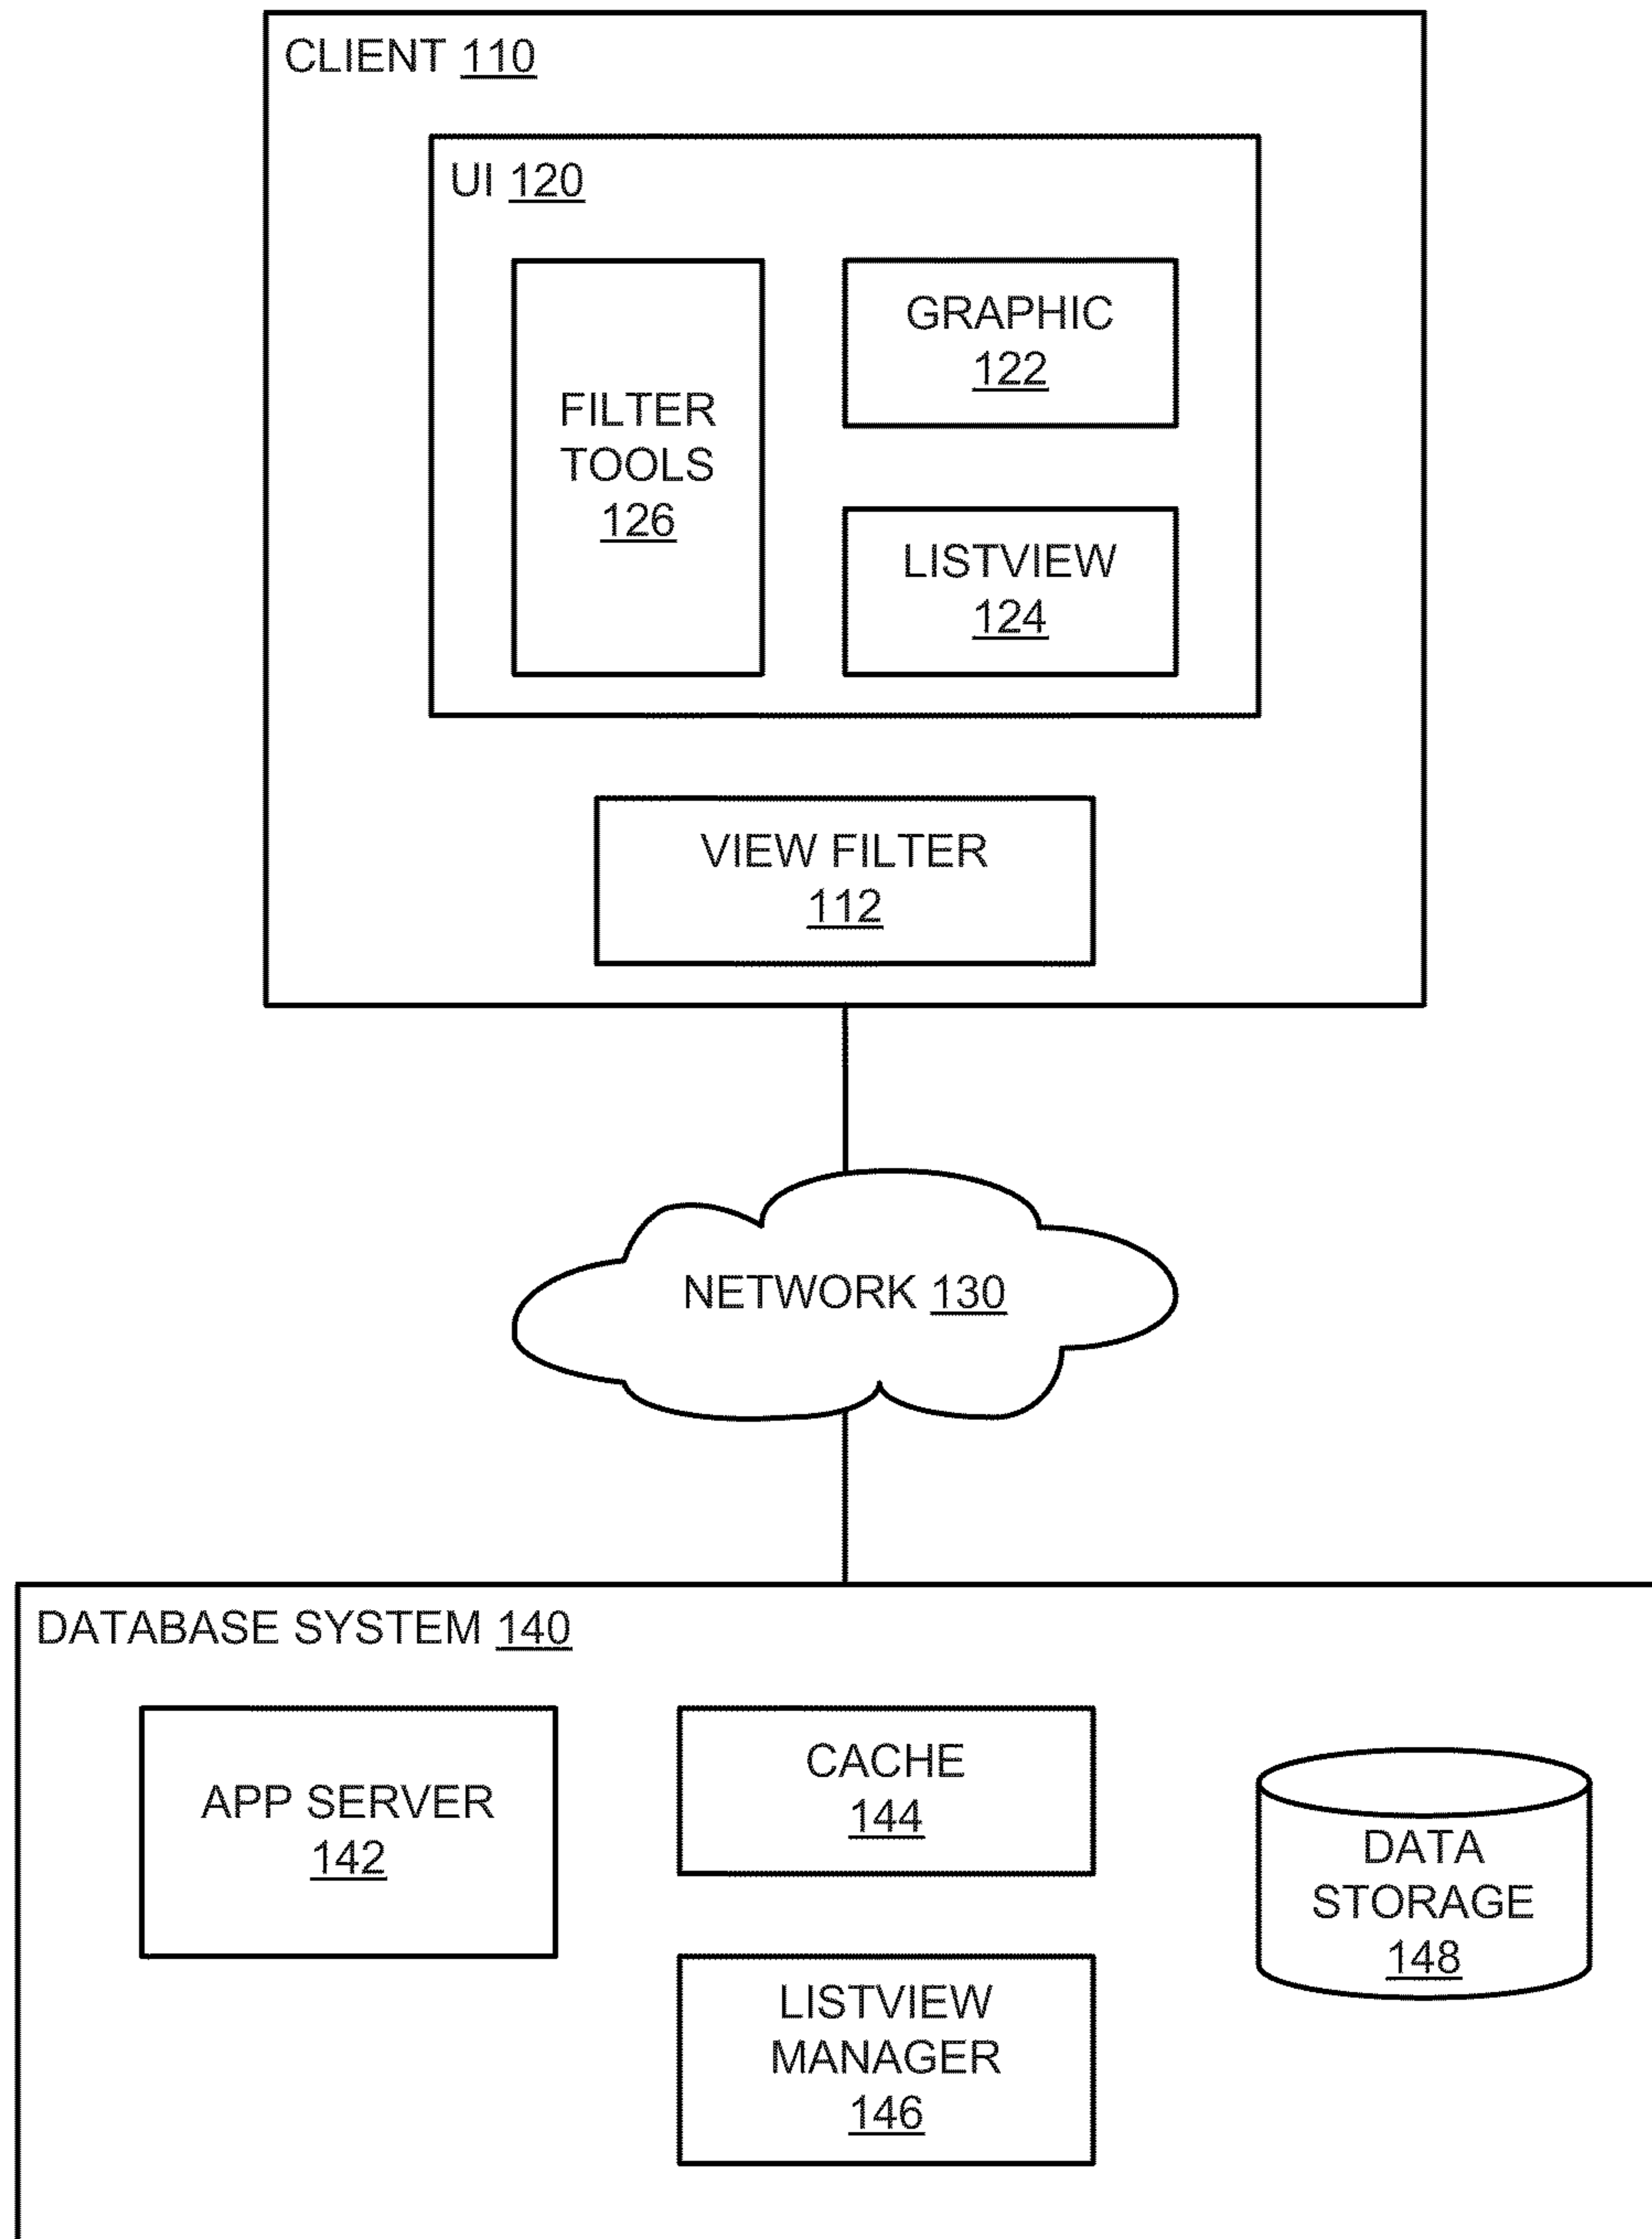 CLIENT 110
UI 120
FILTER
TOOLS
126
GRAPHIC
122
LISTVIEW
124
VIEW FILTER
112
NETWORK 130
DATABASE SYSTEM 140
APP SERVER
142
CACHE
144
LISTVIEW
MANAGER
146
DATA
STORAGE
148